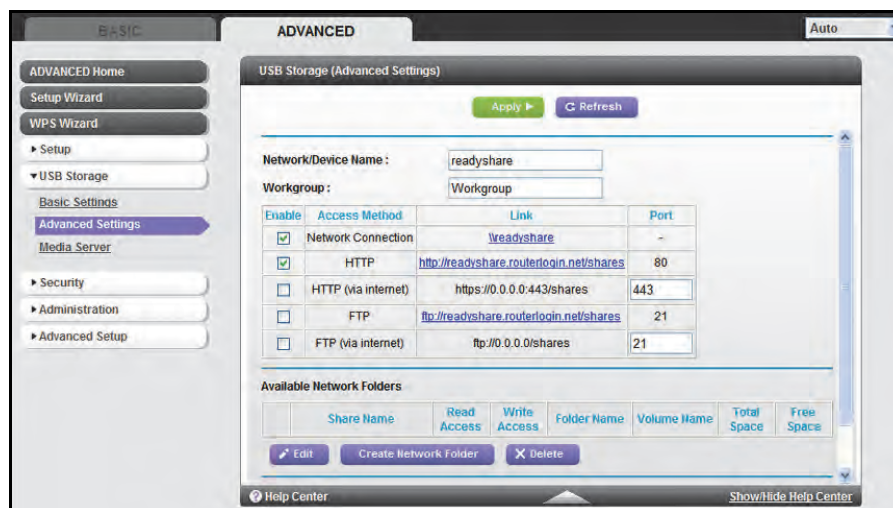 BASIC
ADVANCED
Auto
ADVANCED Home
Setup Wizard
WPS Wizard
Setup
USB Storage
Basic Settings
Advanced Settings
Media Server
Security
Administration
Advanced Setup
USB Storage (Advanced Settings)
Apply
Refresh
Network/Device Name :
readyshare
Workgroup :
Workgroup
Enable Access Method Link Port
Network Connection \\readyshare -
HTTP http://readyshare.routerlogin.net/shares 80
HTTP (via internet) https://0.0.0.0:443/shares 443
FTP ftp://readyshare.routerlogin.net/shares 21
FTP (via internet) ftp://0.0.0.0/shares 21
Available Network Folders
Share Name Read Access Write Access Folder Name Volume Name Total Space Free Space
Edit Create Network Folder Delete
Help Center
Show/Hide Help Center